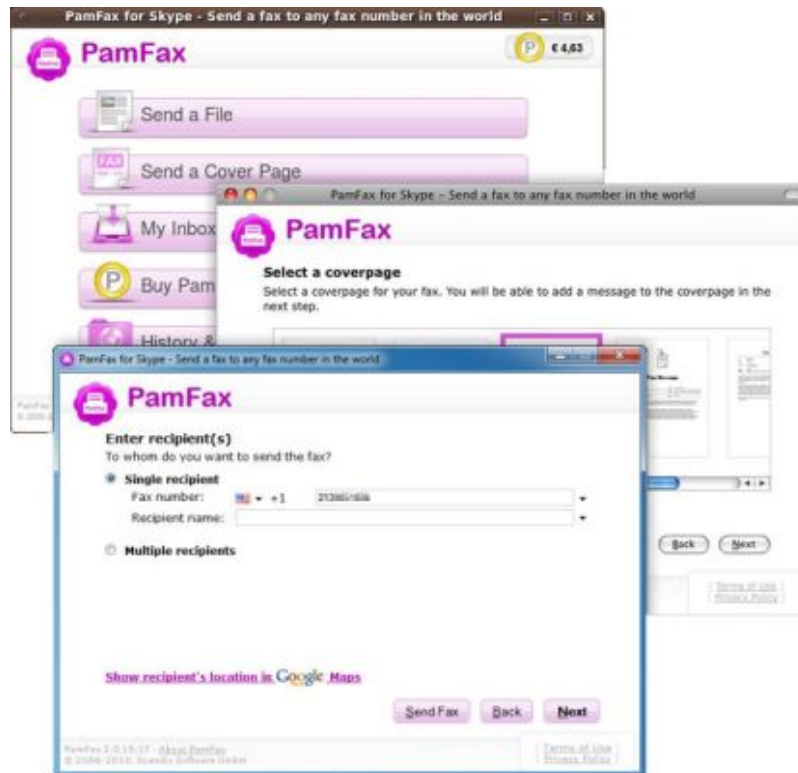 PamFax for Skype - Send a fax to any fax number in the world
PamFax
P € 4,63
Send a File
FAX
Send a Cover Page
My Inbox
P Buy Pam
History &
PamFax for Skype - Send a fax to any fax number in the world
PamFax
Select a coverpage
Select a coverpage for your fax. You will be able to add a message to the coverpage in the
next step.
Back Next
Terms of Use
Privacy Policy
PamFax for Skype - Send a fax to any fax number in the world
PamFax
Enter recipient(s)
To whom do you want to send the fax?
Single recipient
Fax number: +1
Recipient name:
Multiple recipients
Show recipient's location in Google Maps
Send Fax Back Next
About PamFax
Terms of Use
Privacy Policy